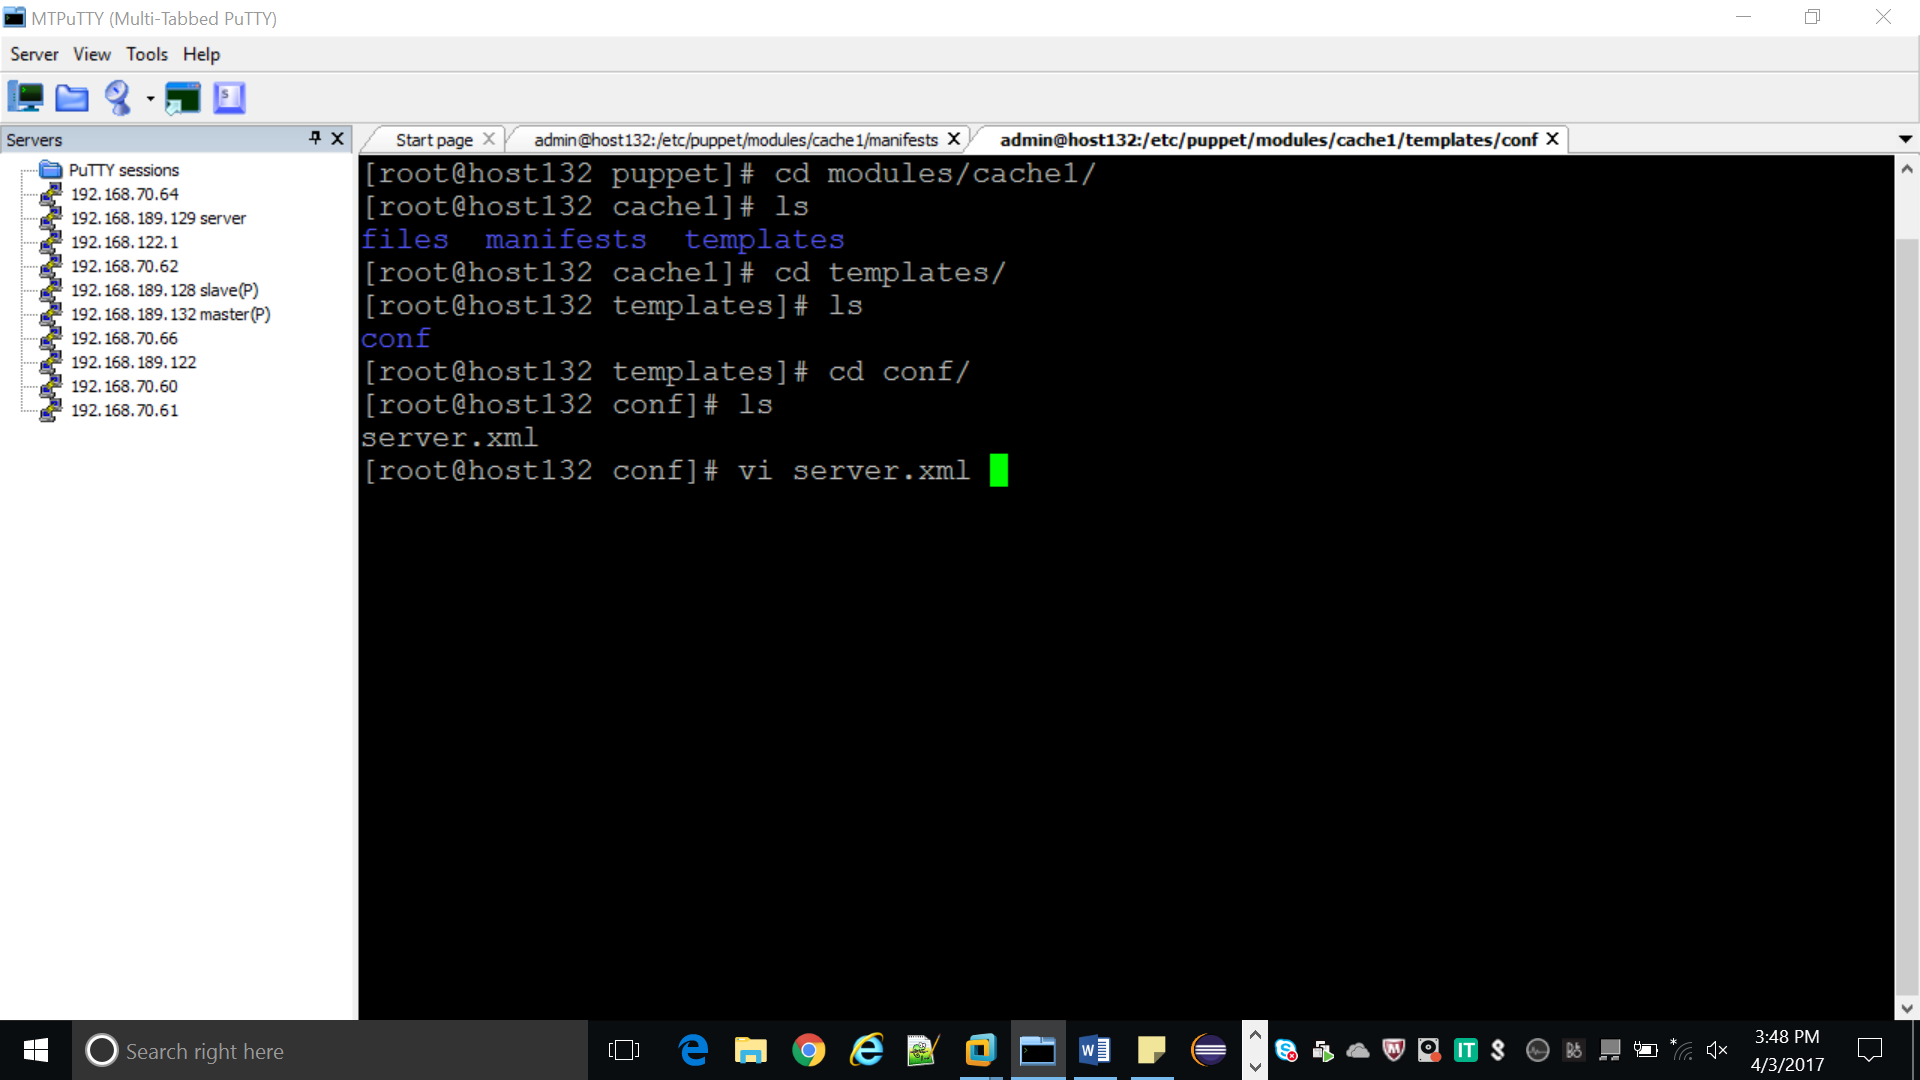 MTPuTTY (Multi-Tabbed PuTTY)
Server View Tools Help
Servers
PuTTY sessions
192.168.70.64
192.168.189.129 server
192.168.122.1
192.168.70.62
192.168.189.128 slave(P)
192.168.189.132 master(P)
192.168.70.66
192.168.189.122
192.168.70.60
192.168.70.61
Start page admin@host132:/etc/puppet/modules/cache1/manifests admin@host132:/etc/puppet/modules/cache1/templates/conf
[root@host132 puppet]# cd modules/cache1/
[root@host132 cache1]# ls
files manifests templates
[root@host132 cache1]# cd templates/
[root@host132 templates]# ls
conf
[root@host132 templates]# cd conf/
[root@host132 conf]# ls
server.xml
[root@host132 conf]# vi server.xml
Search right here
IT
3:48 PM
4/3/2017